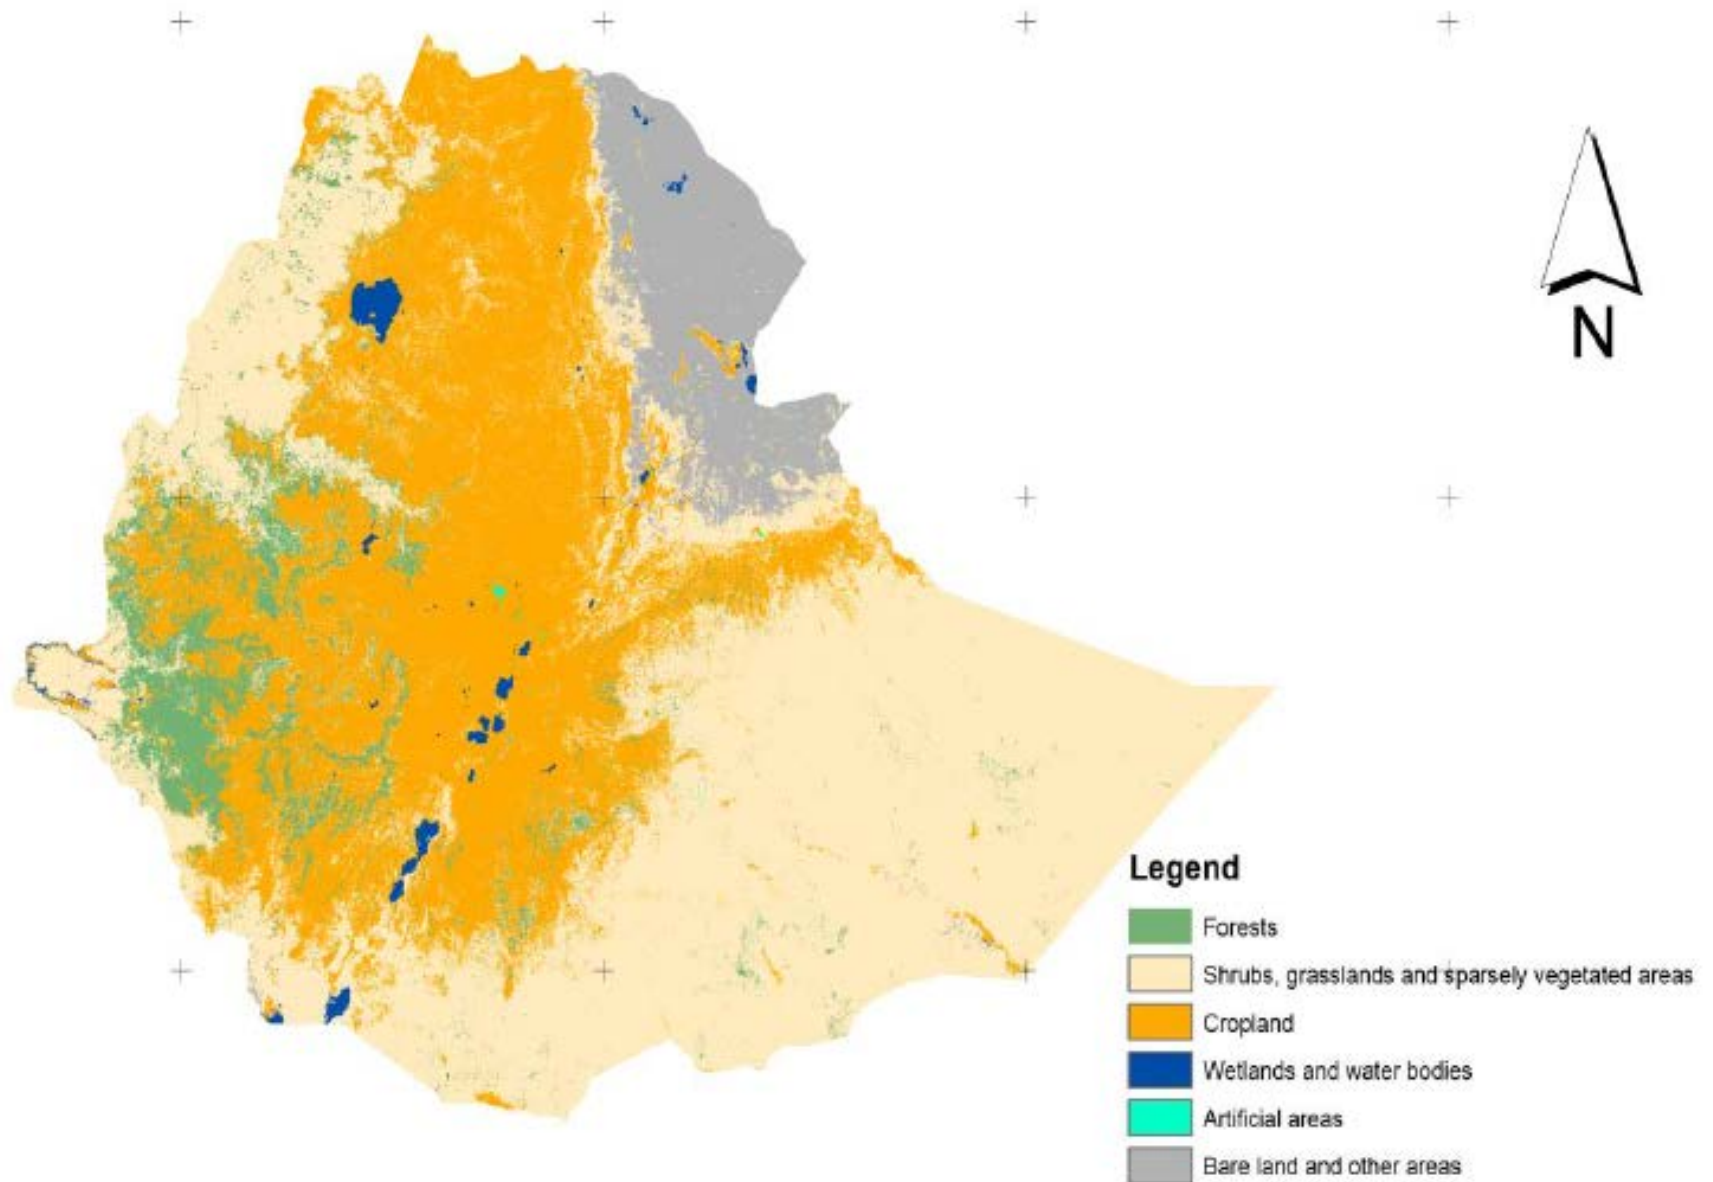 N
Legend
Forests
Shrubs, grasslands and sparsely vegetated areas
Cropland
Wetlands and water bodies
Artificial areas
Bare land and other areas